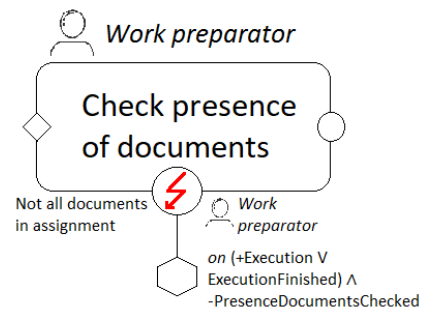 Work preparator
Check presence
of documents
Not all documents
in assignment
Work
preparator
on (+Execution V
ExecutionFinished) Λ
-PresenceDocumentsChecked